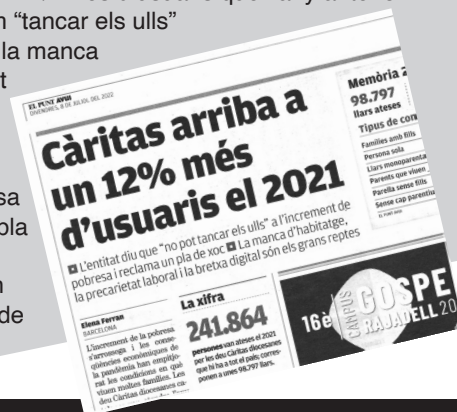 “tancar els ulls”
la manca
EL PUNT AVUI
DIVENDRES, 8 DE JULIOL DEL 2022
Càritas arriba a
un 12% més
d’usuaris el 2021
L’entitat diu que “no pot tancar els ulls” a l’increment de
pobresa i reclama un pla de xoc La manca d’habitatge,
la precarietat laboral i la bretxa digital són els grans reptes
Elena Ferran
BARCELONA
L’increment de la pobresa
s’arrossega i les conse-
qüències econòmiques de
la pandèmia han empitjo-
rat les condicions en què
viuen moltes famílies. Les
deu Càritas diocesanes ca-
La xifra
241.864
persones van ateses el 2021
per les deu Càritas diocesanes
que hi ha a tot el país; corres-
ponen a unes 98.797 llars.
Memòria 2
98.797
llars ateses
Tipus de con
Famílies amb fills
Persona sola
Llars monoparenta
Parents que viuen
Parella sense fills
Sense cap parentiu
EL PUNT AVUI
16è
CAMPUS
GOSPE
RAJADELL 20